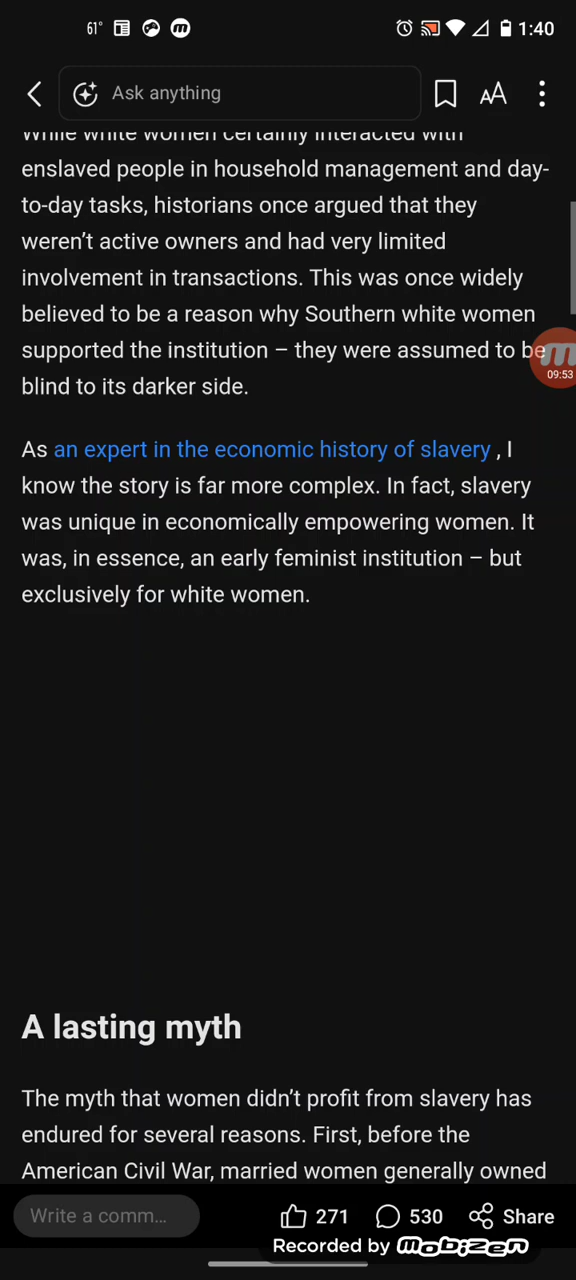 61°
1:40
Ask anything
AA
While white women certainly interacted with
enslaved people in household management and day-
to-day tasks, historians once argued that they
weren't active owners and had very limited
involvement in transactions. This was once widely
believed to be a reason why Southern white women
supported the institution – they were assumed to be
blind to its darker side.
09:53
As an expert in the economic history of slavery , I
know the story is far more complex. In fact, slavery
was unique in economically empowering women. It
was, in essence, an early feminist institution – but
exclusively for white women.
A lasting myth
The myth that women didn't profit from slavery has
endured for several reasons. First, before the
American Civil War, married women generally owned
Write a comm...
271
530
Share
Recorded by mobizen